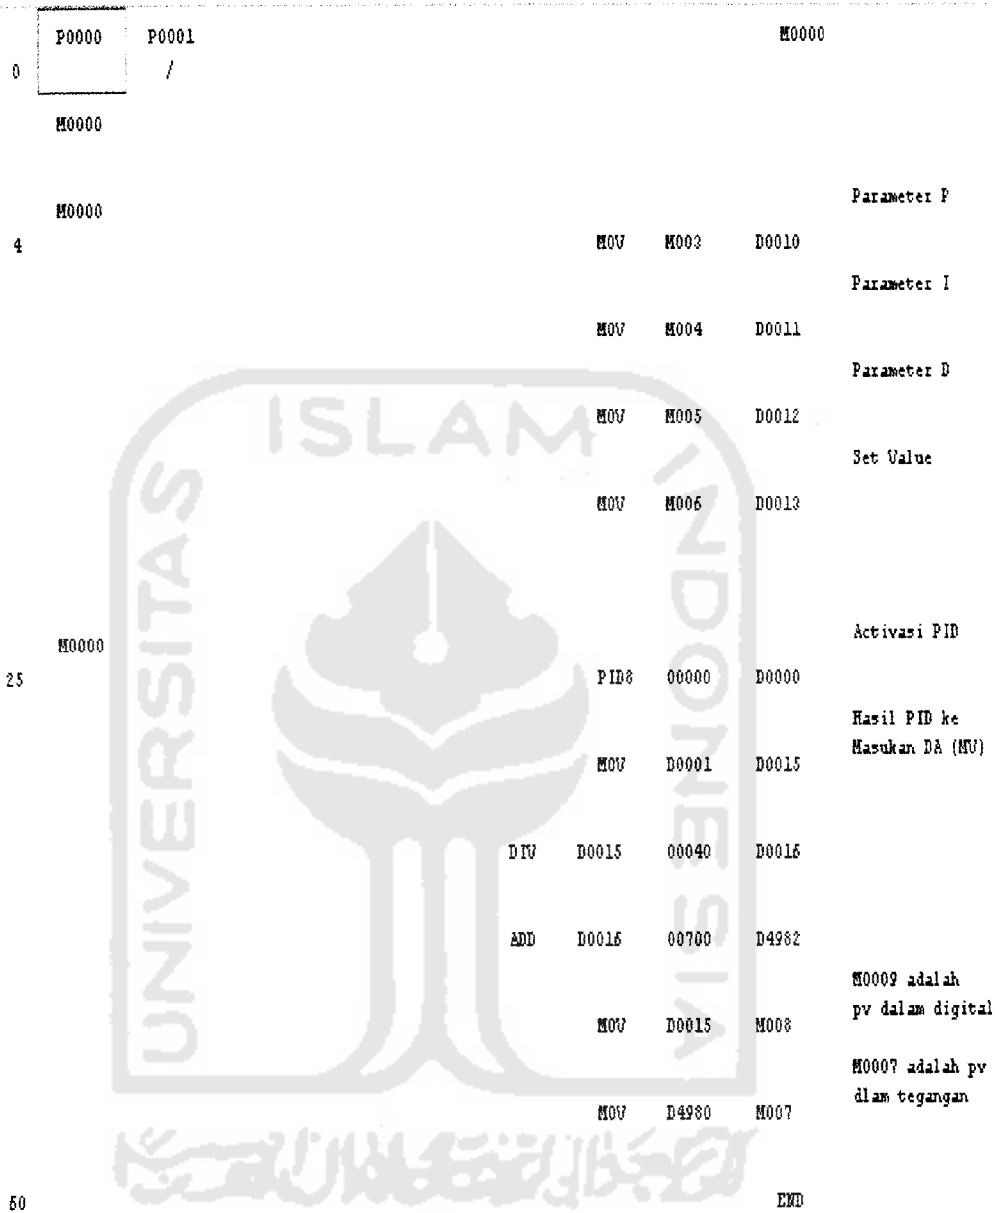 P0000 P0001 M0000
0 /
M0000
Parameter P
M0000
4 MOV M003 D0010
Parameter I
MOV M004 D0011
Parameter D
MOV M005 D0012
Set Value
MOV M006 D0013
Activasi PID
M0000
25 PID8 00000 D0000
Hasil PID ke
Masukan DA (MV)
MOV D0001 D0015
DIV D0015 00040 D0016
ADD D0016 00700 D4982
M0009 adalah
pv dalam digital
MOV D0015 M008
M0007 adalah pv
dlam tegangan
MOV D4980 M007
60 END
UNIVERSITAS ISLAM INDONESIA